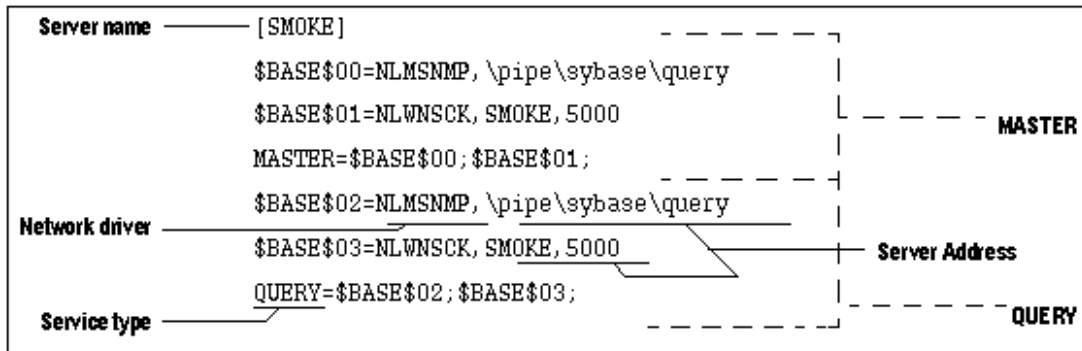 Server name [SMOKE]
$BASE$00=NLMSNMP,\pipe\sybase\query
$BASE$01=NLWNSCK,SMOKE,5000
MASTER
MASTER=$BASE$00;$BASE$01;
$BASE$02=NLMSNMP,\pipe\sybase\query
Network driver
$BASE$03=NLWNSCK,SMOKE,5000
Server Address
QUERY=$BASE$02;$BASE$03;
Service type
QUERY